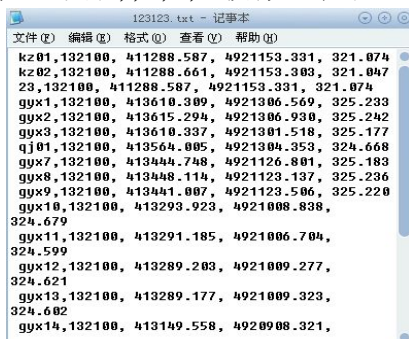 123123.txt - 记事本
文件(F) 编辑(E) 格式(O) 查看(V) 帮助(H)
kz01,132100, 411288.587, 4921153.331, 321.074
kz02,132100, 411288.661, 4921153.303, 321.047
23,132100, 411288.587, 4921153.331, 321.074
gyx1,132100, 413610.309, 4921306.569, 325.233
gyx2,132100, 413615.294, 4921306.930, 325.242
gyx3,132100, 413610.337, 4921301.518, 325.177
qj01,132100, 413564.005, 4921304.353, 324.668
gyx7,132100, 413444.748, 4921126.801, 325.183
gyx8,132100, 413448.114, 4921123.137, 325.236
gyx9,132100, 413441.007, 4921123.506, 325.220
gyx10,132100, 413293.923, 4921008.838,
324.679
gyx11,132100, 413291.185, 4921006.704,
324.599
gyx12,132100, 413289.203, 4921009.277,
324.621
gyx13,132100, 413289.177, 4921009.323,
324.602
gyx14,132100, 413149.558, 4920908.321,